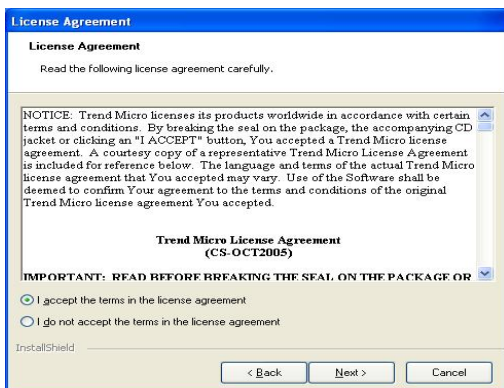 License Agreement
License Agreement
Read the following license agreement carefully.
NOTICE: Trend Micro licenses its products worldwide in accordance with certain
terms and conditions. By breaking the seal on the package, the accompanying CD
jacket or clicking an "I ACCEPT" button, You accepted a Trend Micro license
agreement. A courtesy copy of a representative Trend Micro License Agreement
is included for reference below. The language and terms of the actual Trend Micro
license agreement that You accepted may vary. Use of the Software shall be
deemed to confirm Your agreement to the terms and conditions of the original
Trend Micro license agreement You accepted.
Trend Micro License Agreement
(CS-OCT2005)
IMPORTANT: READ BEFORE BREAKING THE SEAL ON THE PACKAGE OR
I accept the terms in the license agreement
I do not accept the terms in the license agreement
InstallShield
< Back Next > Cancel